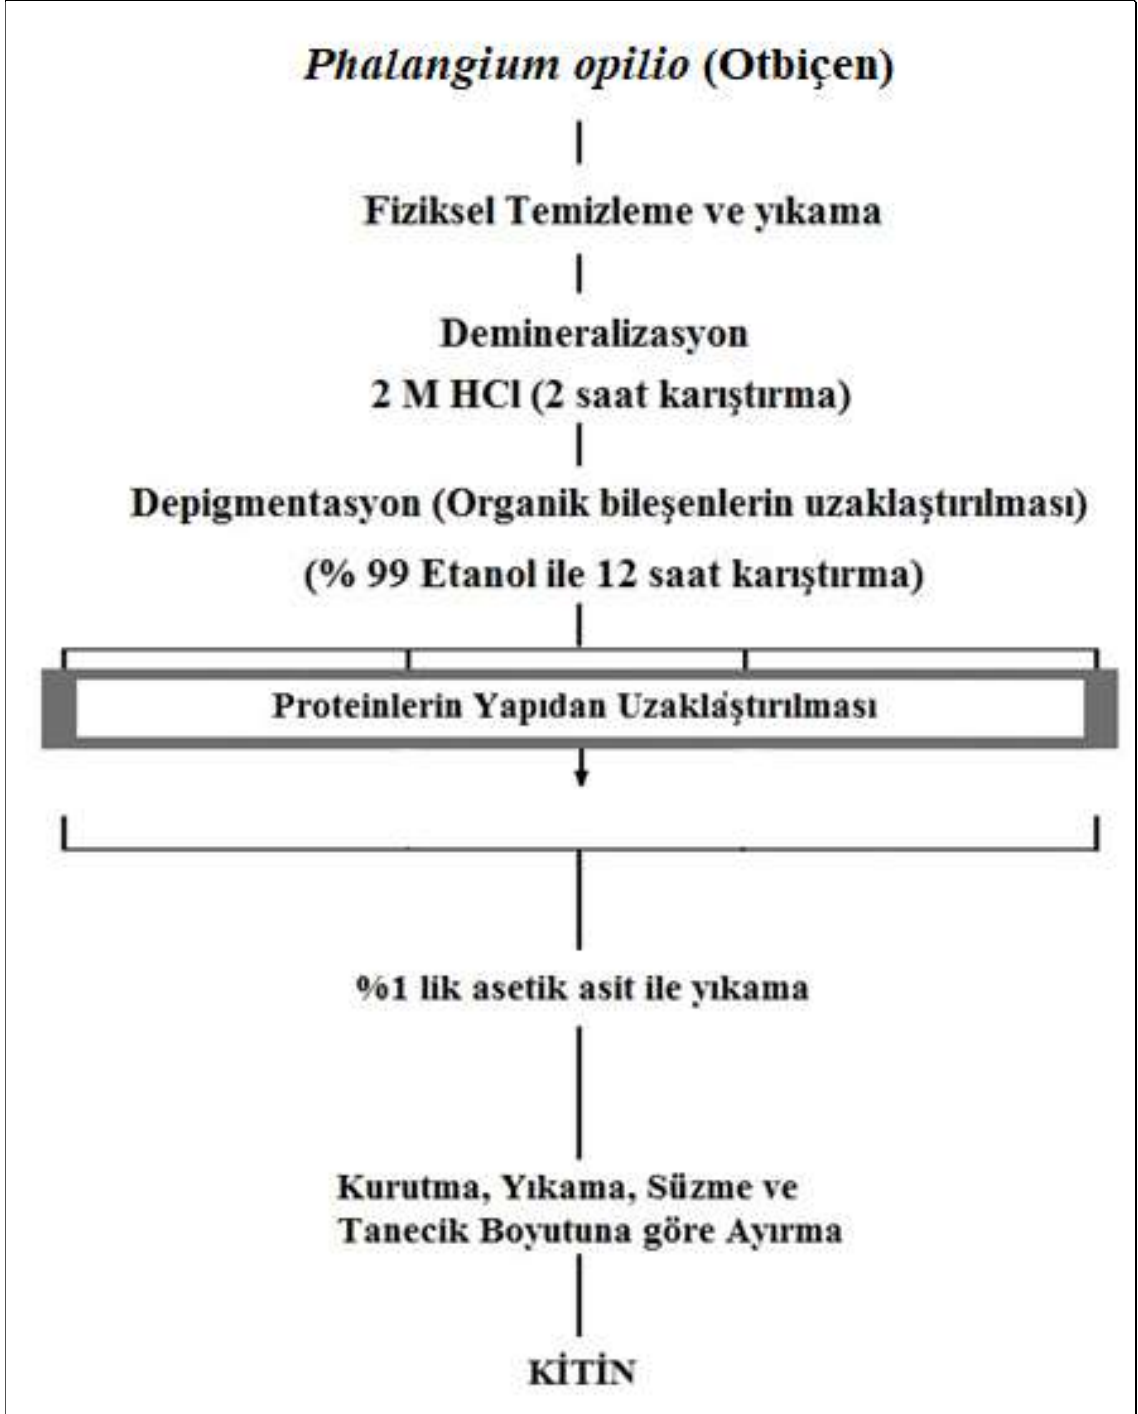 Phalangium opilio (Otbiçen)
Fiziksel Temizleme ve yıkama
Demineralizasyon
2 M HCl (2 saat karıştırma)
Depigmentasyon (Organik bileşenlerin uzaklaştırılması)
(% 99 Etanol ile 12 saat karıştırma)
Proteinlerin Yapıdan Uzaklaştırılması
%1 lik asetik asit ile yıkama
Kurutma, Yıkama, Süzme ve
Tanecik Boyutuna göre Ayırma
KİTİN